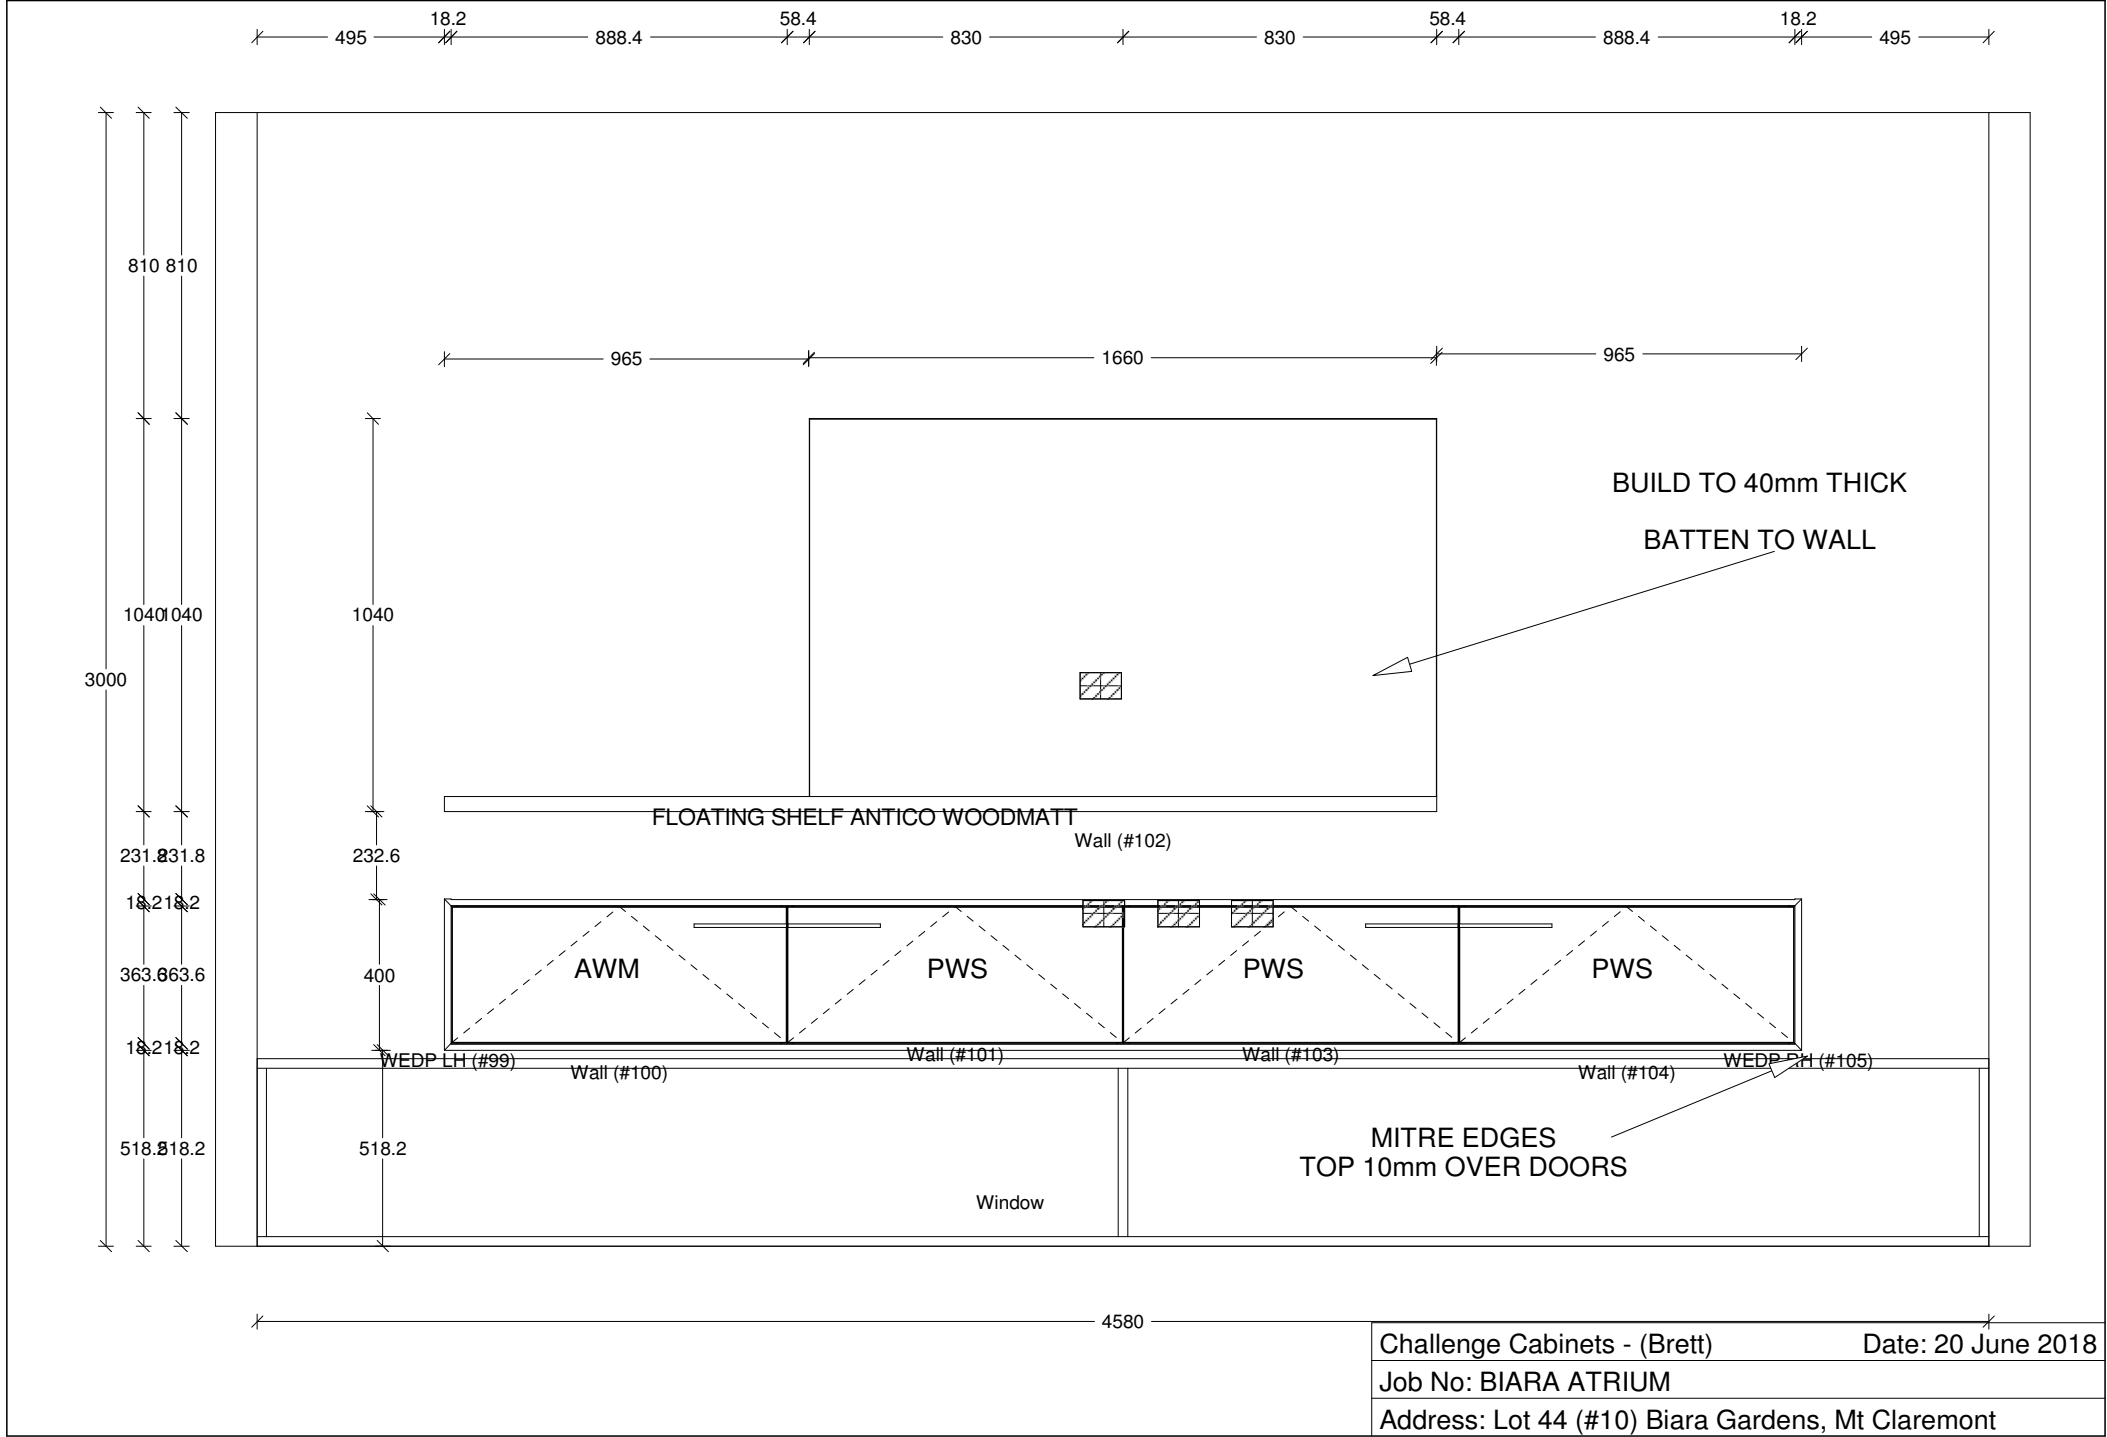 18.2 58.4 58.4 18.2
495 888.4 830 830 888.4 495
810 810
965 1660 965
BUILD TO 40mm THICK
BATTEN TO WALL
1040 1040 1040
3000
FLOATING SHELF ANTICO WOODMATT
Wall (#102)
231.8 231.8 232.6
18.2 18.2
363.6 363.6 400 AWM PWS PWS PWS
18.2 18.2
WEDP LH (#99) Wall (#101) Wall (#103) WEDP RH (#105)
Wall (#100) Wall (#104)
MITRE EDGES
518.2 518.2 518.2
TOP 10mm OVER DOORS
Window
4580
Challenge Cabinets - (Brett) Date: 20 June 2018
Job No: BIARA ATRIUM
Address: Lot 44 (#10) Biara Gardens, Mt Claremont